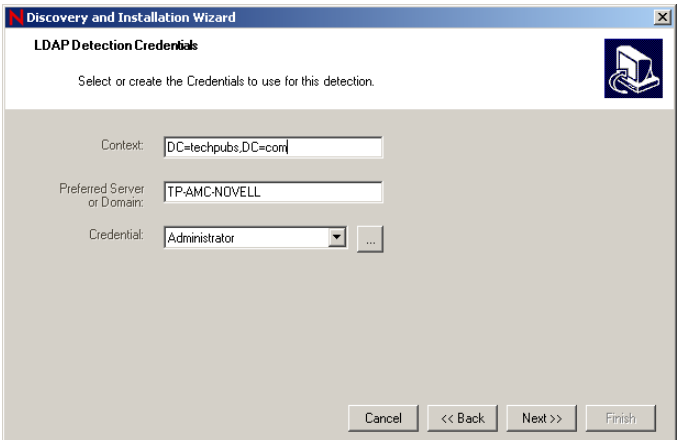 Discovery and Installation Wizard
LDAP Detection Credentials
Select or create the Credentials to use for this detection.
Context: DC=techpubs,DC=com
Preferred Server
or Domain: TP-AMC-NOVELL
Credential: Administrator ...
Cancel << Back Next >> Finish